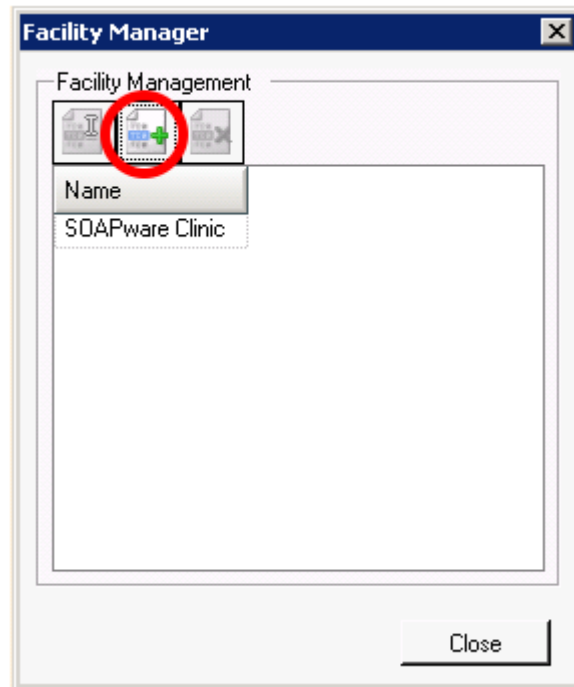 Facility Manager
Facility Management
Name
SOAPware Clinic
Close